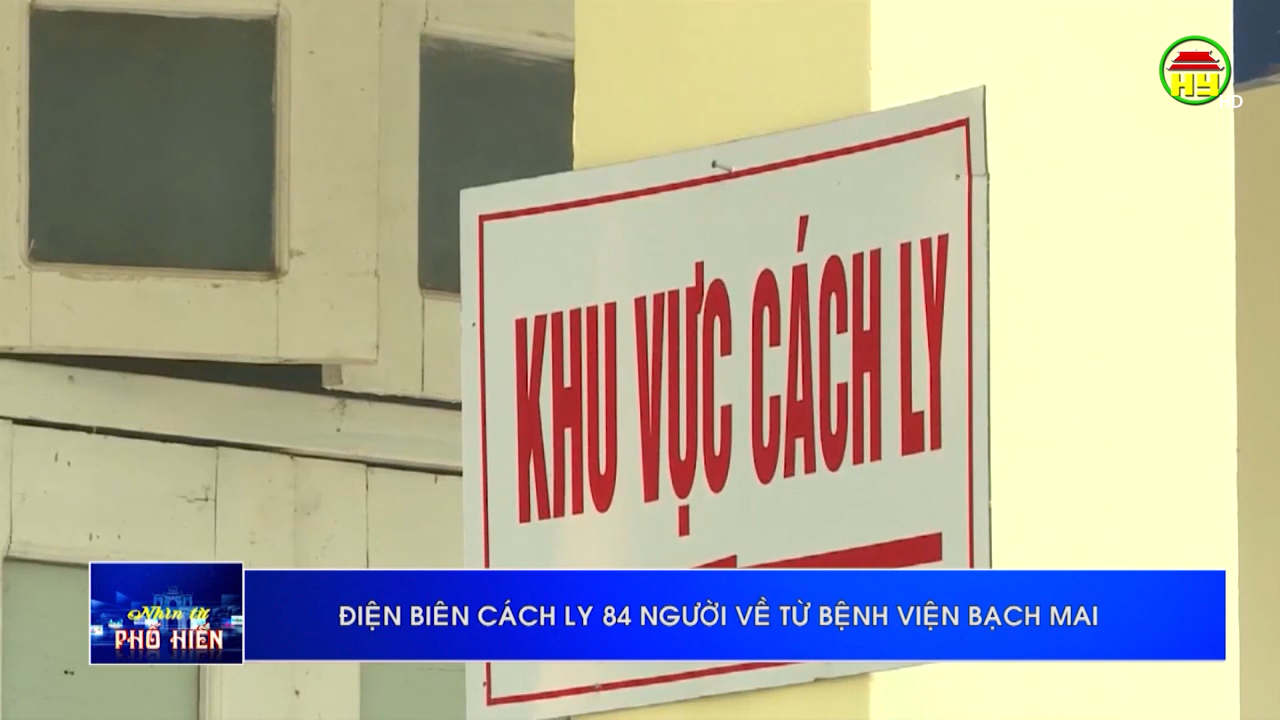 HY
HD
KHU VỰC CÁCH LY
Nhìn từ
PHỐ HIẾN
ĐIỆN BIÊN CÁCH LY 84 NGƯỜI VỀ TỪ BỆNH VIỆN BẠCH MAI